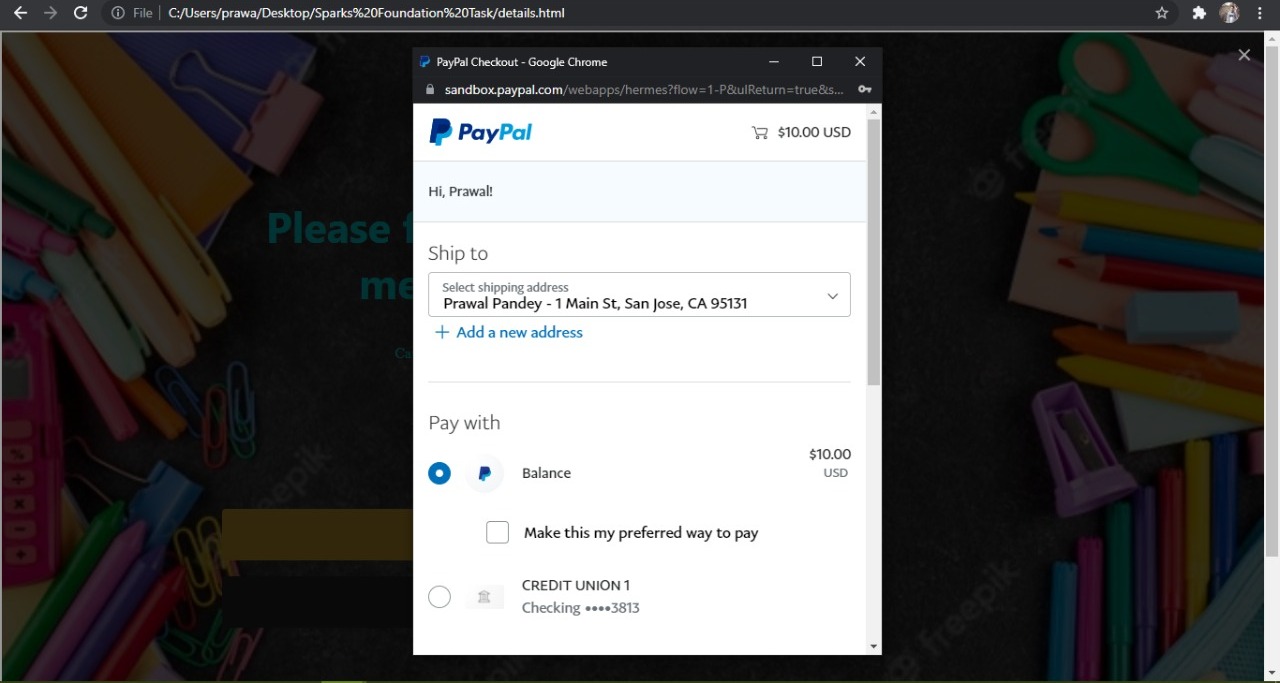 File
C:/Users/prawa/Desktop/Sparks%20Foundation%20Task/details.html
PayPal Checkout - Google Chrome
sandbox.paypal.com/webapps/hermes?flow=1-P&ulReturn=true&s...
PayPal
$10.00 USD
Hi, Prawal!
Please
me
Ship to
Select shipping address
Prawal Pandey - 1 Main St, San Jose, CA 95131
+ Add a new address
Ca
Pay with
Balance
$10.00
USD
Make this my preferred way to pay
CREDIT UNION 1
Checking ••••3813
freepik
freepik